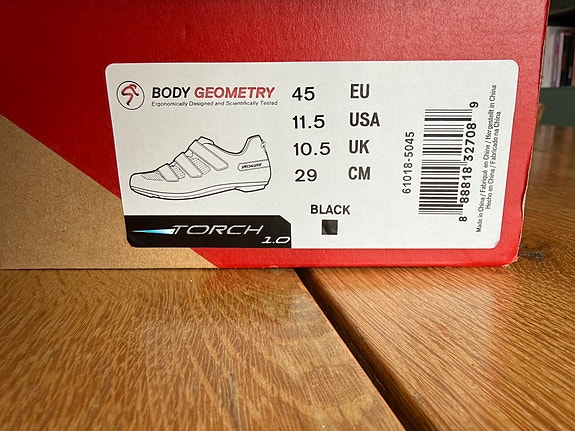 BODY GEOMETRY
Ergonomically Designed and Scientifically Tested
45 EU
11.5 USA
10.5 UK
29 CM
SPECIALIZED
BLACK
TORCH
1.0
61018-5045
8 88818 32708 9
Made in China / Fabriqué en Chine / Hergestellt in China
Hecho en China / Fabricado na China